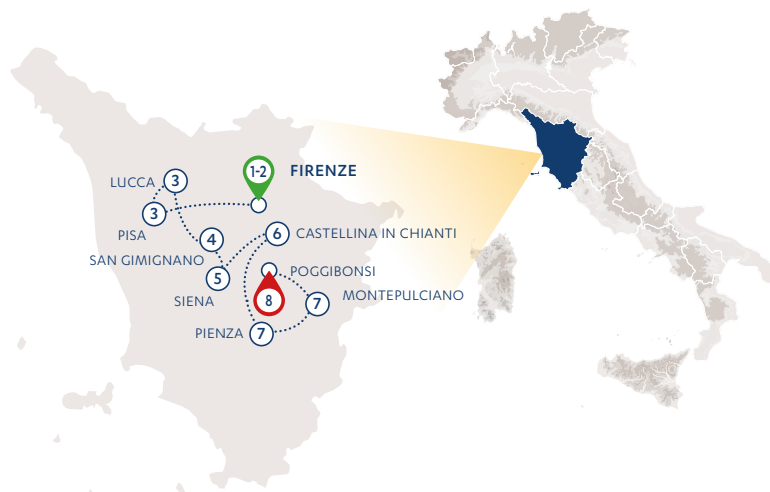 1-2 FIRENZE
LUCCA 3
3
PISA
4
SAN GIMIGNANO
5
SIENA
6 CASTELLINA IN CHIANTI
POGGIBONSI
8
7 MONTEPULCIANO
PIENZA 7